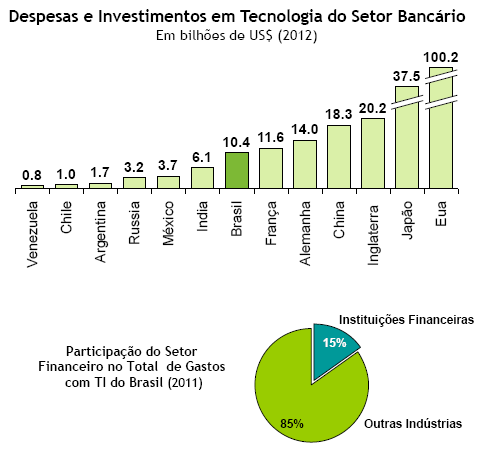 Despesas e Investimentos em Tecnologia do Setor Bancário
Em bilhões de US$ (2012)
0.8
1.0
1.7
3.2
3.7
6.1
10.4
11.6
14.0
18.3
20.2
37.5
100.2
Venezuela
Chile
Argentina
Russia
México
India
Brasil
França
Alemanha
China
Inglaterra
Japão
Eua
Participação do Setor
Financeiro no Total de Gastos
com TI do Brasil (2011)
Instituições Financeiras
15%
85%
Outras Indústrias